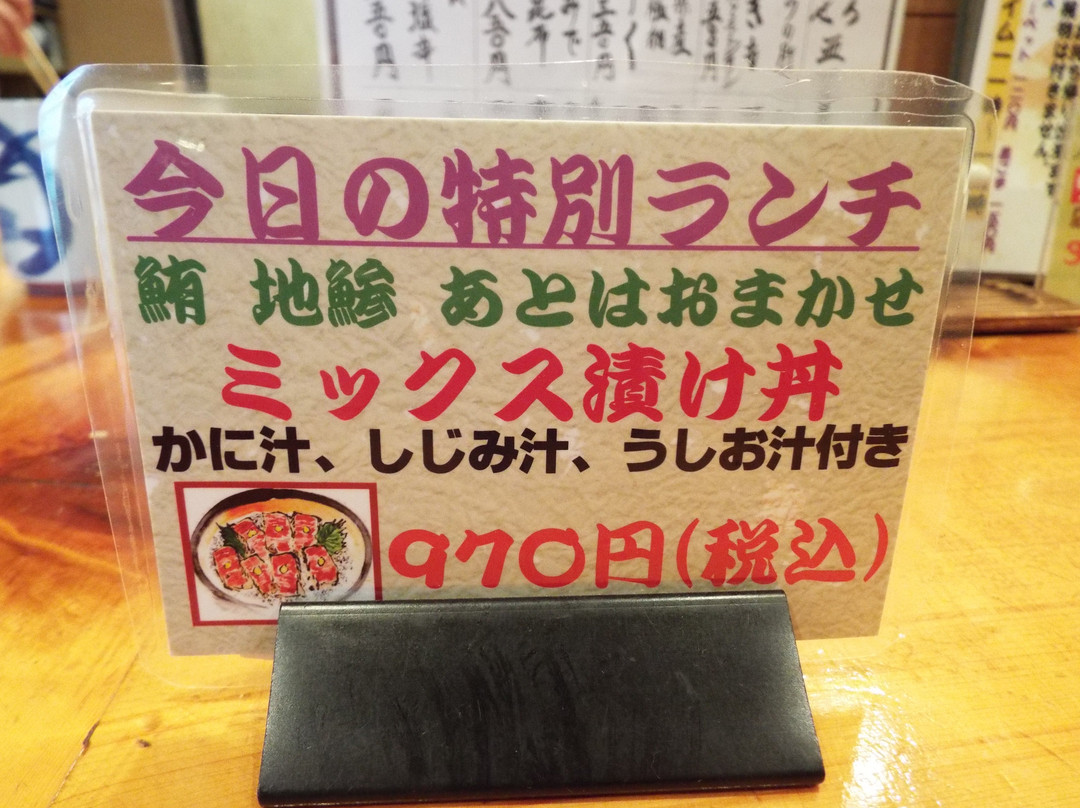 今日の特別ランチ
鮪 地鯵 あとはおまかせ
ミックス漬け丼
かに汁、しじみ汁、うしお汁付き
970円(税込)